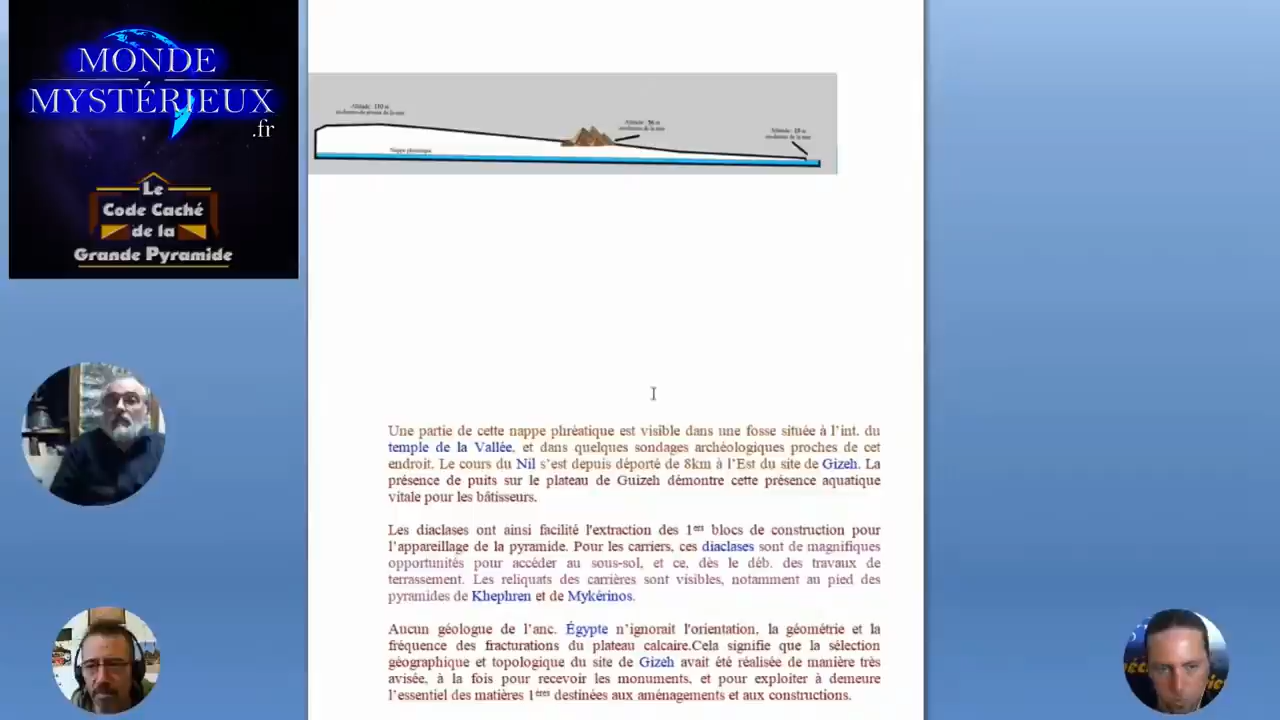 MONDE
MYSTÉRIEUX
.fr
Le
Code Caché
de la
Grande Pyramide
Nappe phréatique
Une partie de cette nappe phréatique est visible dans une fosse située à l’int. du
temple de la Vallée, et dans quelques sondages archéologiques proches de cet
endroit. Le cours du Nil s’est depuis déporté de 8km à l’Est du site de Gizeh. La
présence de puits sur le plateau de Guizeh démontre cette présence aquatique
vitale pour les bâtisseurs.
Les diaclases ont ainsi facilité l'extraction des 1ers blocs de construction pour
l’appareillage de la pyramide. Pour les carriers, ces diaclases sont de magnifiques
opportunités pour accéder au sous-sol, et ce, dès le déb. des travaux de
terrassement. Les reliquats des carrières sont visibles, notamment au pied des
pyramides de Khephren et de Mykérinos.
Aucun géologue de l’anc. Égypte n’ignorait l'orientation, la géométrie et la
fréquence des fracturations du plateau calcaire.Cela signifie que la sélection
géographique et topologique du site de Gizeh avait été réalisée de manière très
avisée, à la fois pour recevoir les monuments, et pour exploiter à demeure
l’essentiel des matières 1ères destinées aux aménagements et aux constructions.